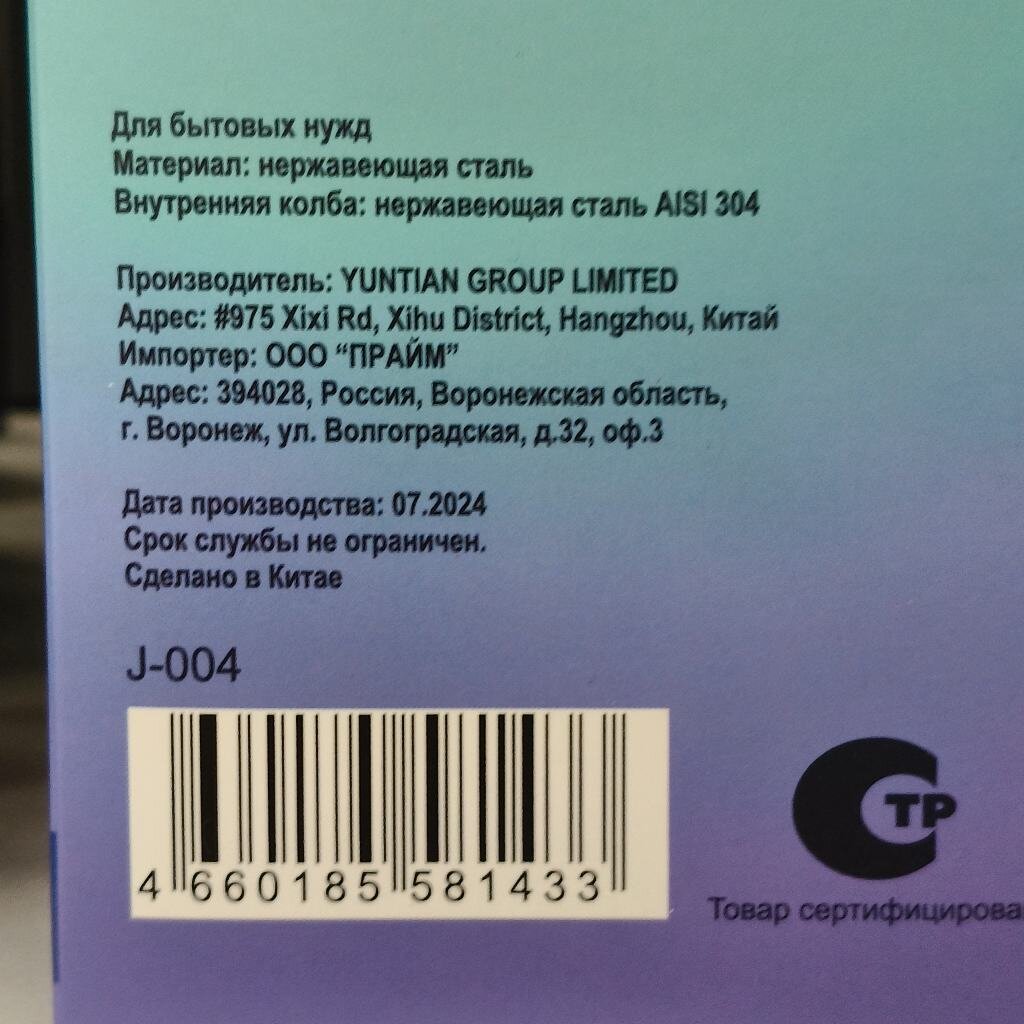 Для бытовых нужд
Материал: нержавеющая сталь
Внутренняя колба: нержавеющая сталь AISI 304
Производитель: YUNTIAN GROUP LIMITED
Адрес: #975 Xixi Rd, Xihu District, Hangzhou, Китай
Импортер: ООО “ПРАЙМ”
Адрес: 394028, Россия, Воронежская область,
г. Воронеж, ул. Волгоградская, д.32, оф.3
Дата производства: 07.2024
Срок службы не ограничен.
Сделано в Китае
J-004
4 660185 581433
СТР
Товар